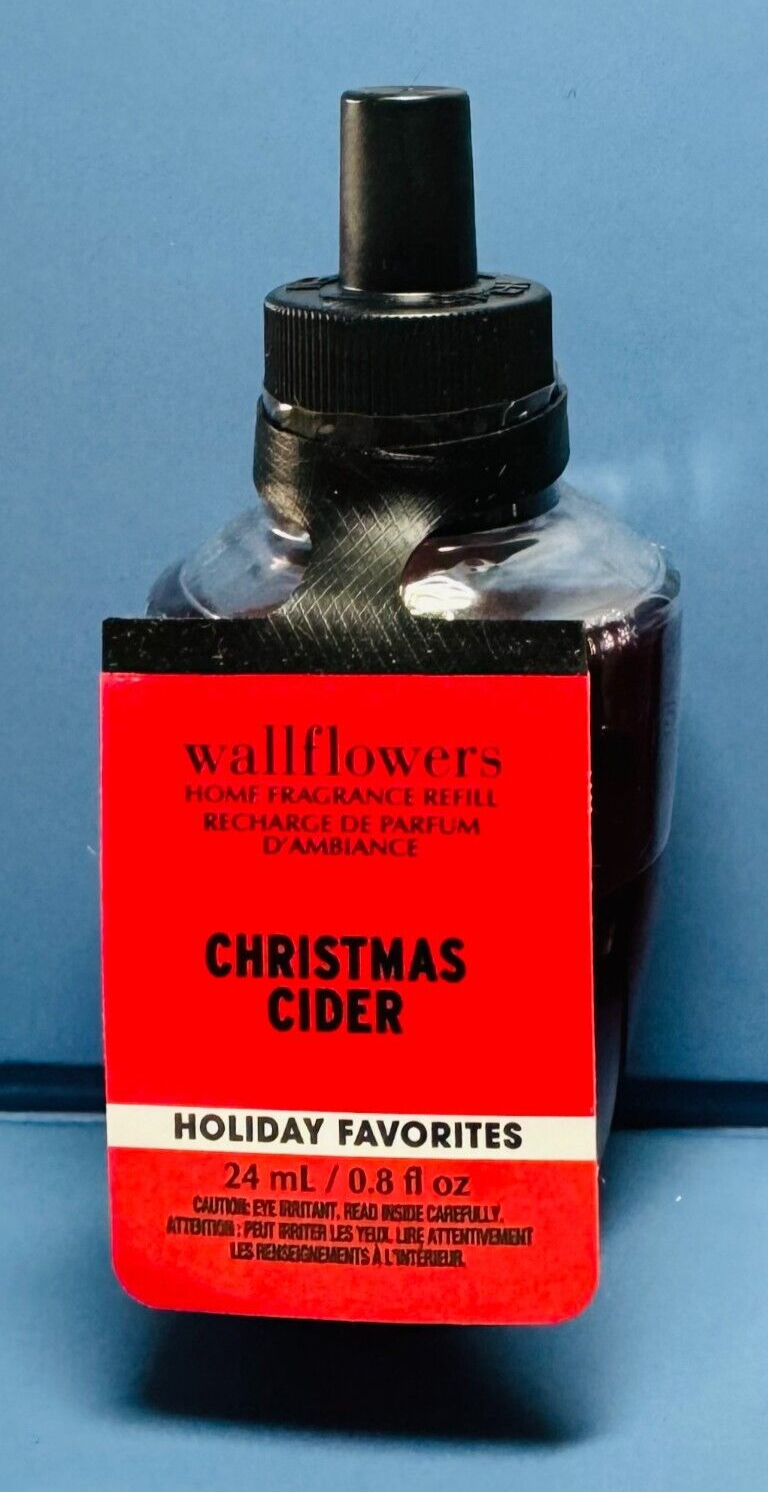 wallflowers
HOME FRAGRANCE REFILL
RECHARGE DE PARFUM
D'AMBIANCE
CHRISTMAS
CIDER
HOLIDAY FAVORITES
24 mL / 0.8 fl oz
CAUTION: EYE IRRITANT, READ INSIDE CAREFULLY.
ATTENTION : PEUT IRRITER LES YEUX. LIRE ATTENTIVEMENT
LES RENSEIGNEMENTS À L'INTÉRIEUR.